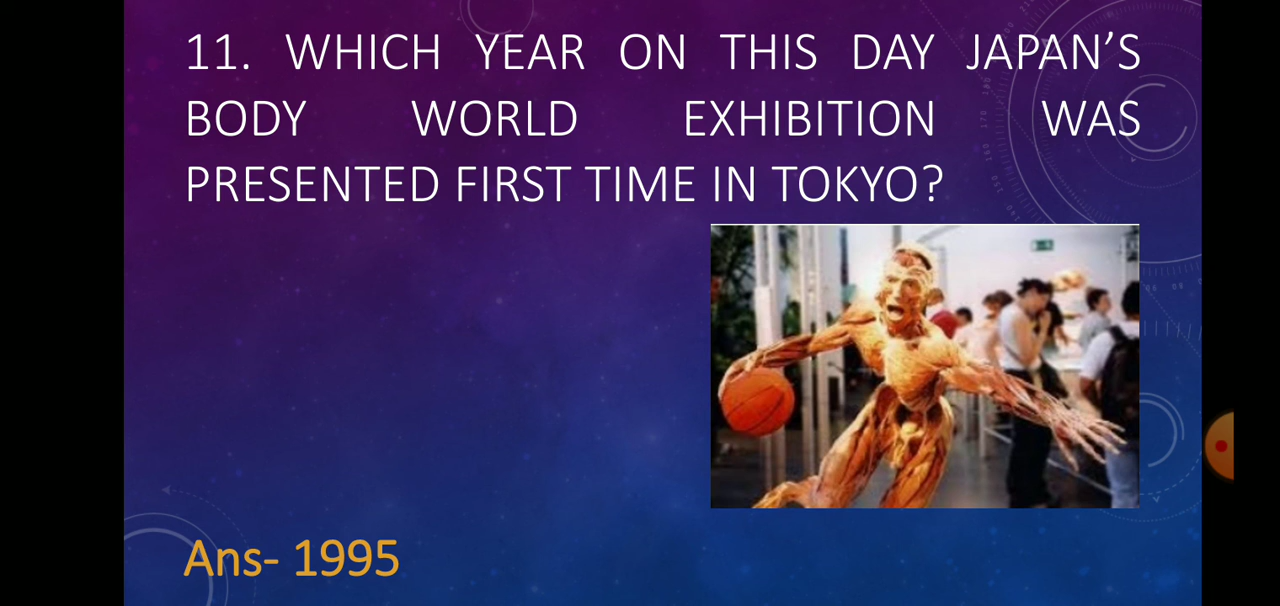 11. WHICH YEAR ON THIS DAY JAPAN’S
BODY WORLD EXHIBITION WAS
PRESENTED FIRST TIME IN TOKYO?
Ans- 1995